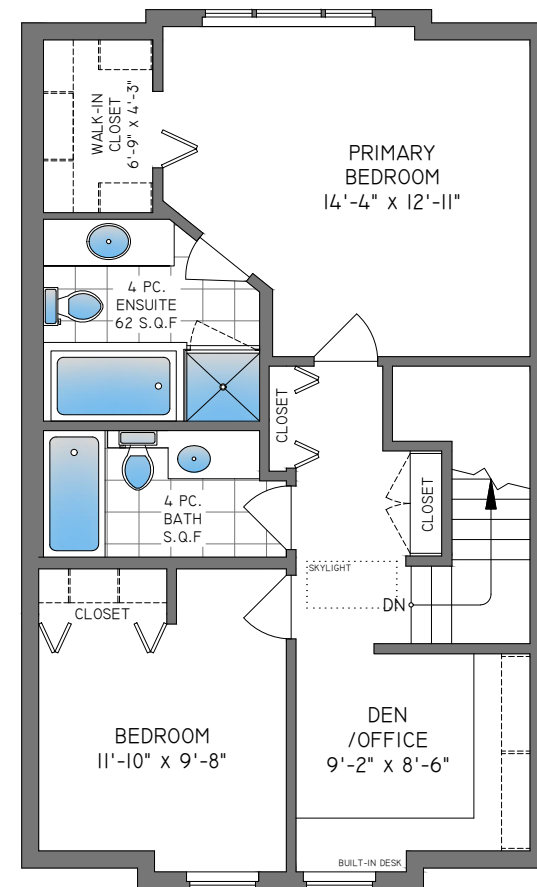 WALK-IN
CLOSET
6'-9" x 4'-3"
PRIMARY
BEDROOM
14'-4" x 12'-11"
4 PC.
ENSUITE
62 S.Q.F
CLOSET
4 PC.
BATH
S.Q.F
CLOSET
SKYLIGHT
DN
CLOSET
BEDROOM
11'-10" x 9'-8"
DEN
/OFFICE
9'-2" x 8'-6"
BUILT-IN DESK